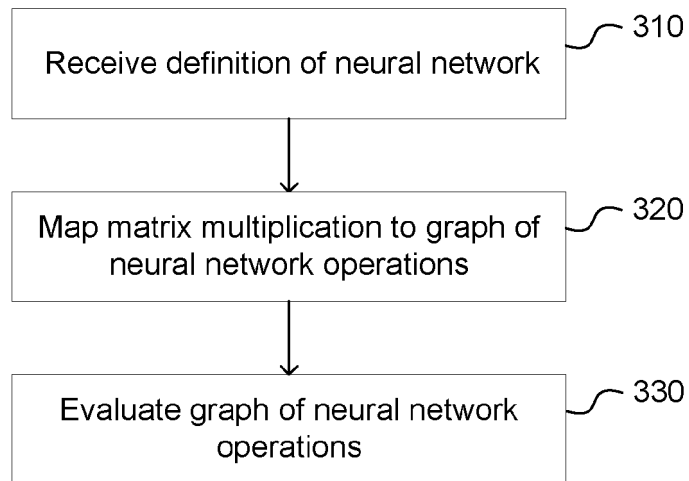 Receive definition of neural network
310
Map matrix multiplication to graph of
neural network operations
320
Evaluate graph of neural network
operations
330